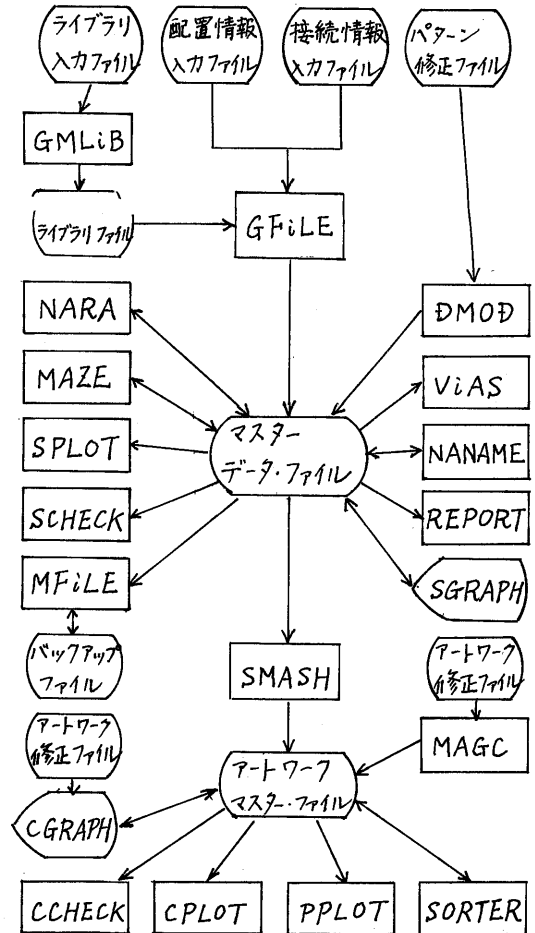 ライブラリ
入力ファイル
配置情報
入力ファイル
接続情報
入力ファイル
パターン
修正ファイル
GMLiB
ライブラリファイル
GFiLE
NARA
DMOD
MAZE
ViAS
マスター
データ・ファイル
SPLOT
NANAME
SCHECK
REPORT
MFiLE
SGRAPH
バックアップ
ファイル
SMASH
アートワーク
修正ファイル
アートワーク
修正ファイル
MAGC
アートワーク
マスター・ファイル
CGRAPH
CCHECK
CPLOT
PPLOT
SORTER